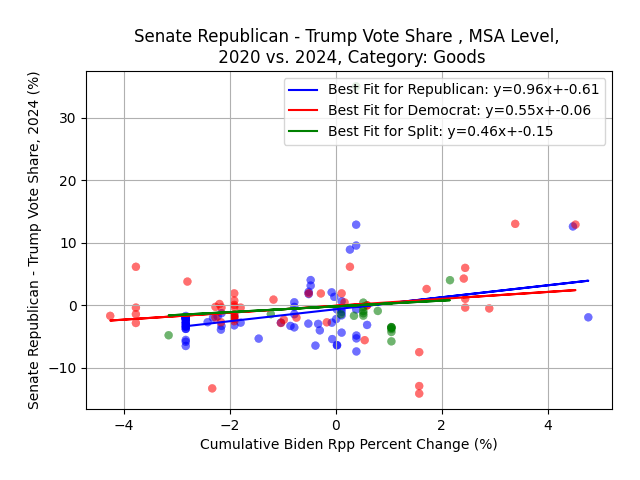 Senate Republican - Trump Vote Share , MSA Level,
2020 vs. 2024, Category: Goods
Best Fit for Republican: y=0.96x+-0.61
Best Fit for Democrat: y=0.55x+-0.06
Best Fit for Split: y=0.46x+-0.15
Senate Republican - Trump Vote Share, 2024 (%)
30
20
10
0
−10
−4
−2
0
2
4
Cumulative Biden Rpp Percent Change (%)